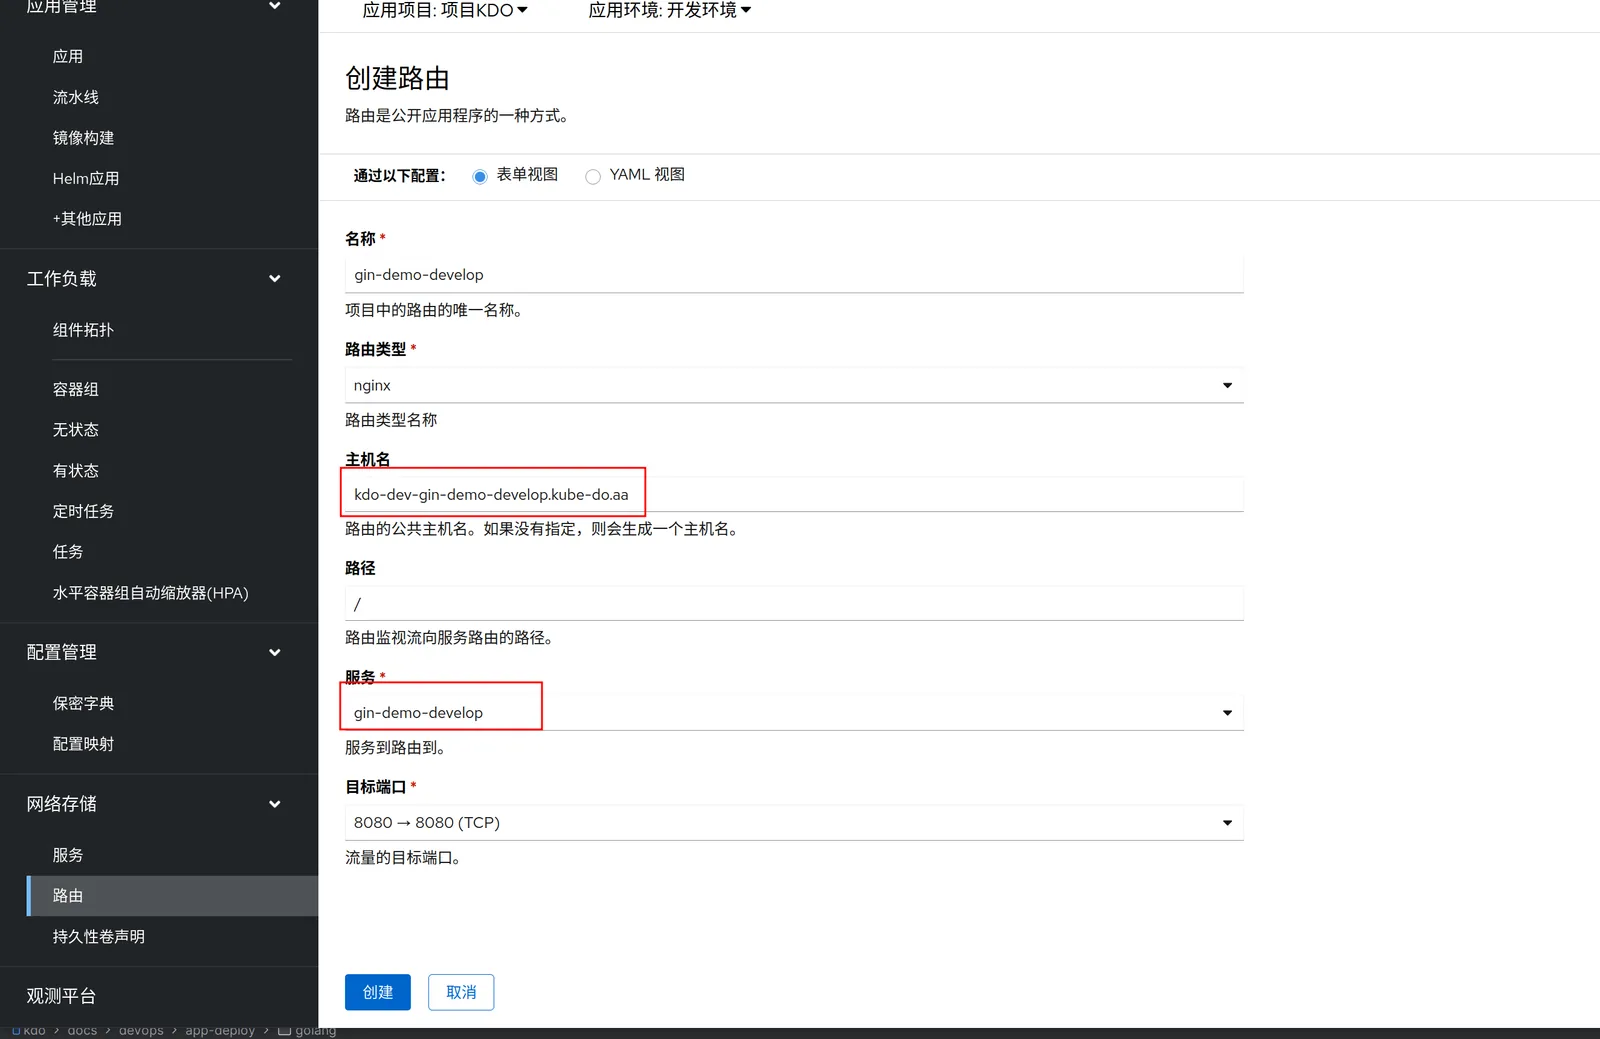 应用管理
应用
流水线
镜像构建
Helm应用
+其他应用
工作负载
组件拓扑
容器组
无状态
有状态
定时任务
任务
水平容器组自动缩放器(HPA)
配置管理
保密字典
配置映射
网络存储
服务
路由
持久性卷声明
观测平台
应用项目: 项目KDO
应用环境: 开发环境
创建路由
路由是公开应用程序的一种方式。
通过以下配置：
表单视图
YAML 视图
名称 *
gin-demo-develop
项目中的路由的唯一名称。
路由类型 *
nginx
路由类型名称
主机名
kdo-dev-gin-demo-develop.kube-do.aa
路由的公共主机名。如果没有指定，则会生成一个主机名。
路径
/
路由监视流向服务路由的路径。
服务 *
gin-demo-develop
服务到路由到。
目标端口 *
8080 → 8080 (TCP)
流量的目标端口。
创建
取消
kdo › docs › devops › app-deploy › golang